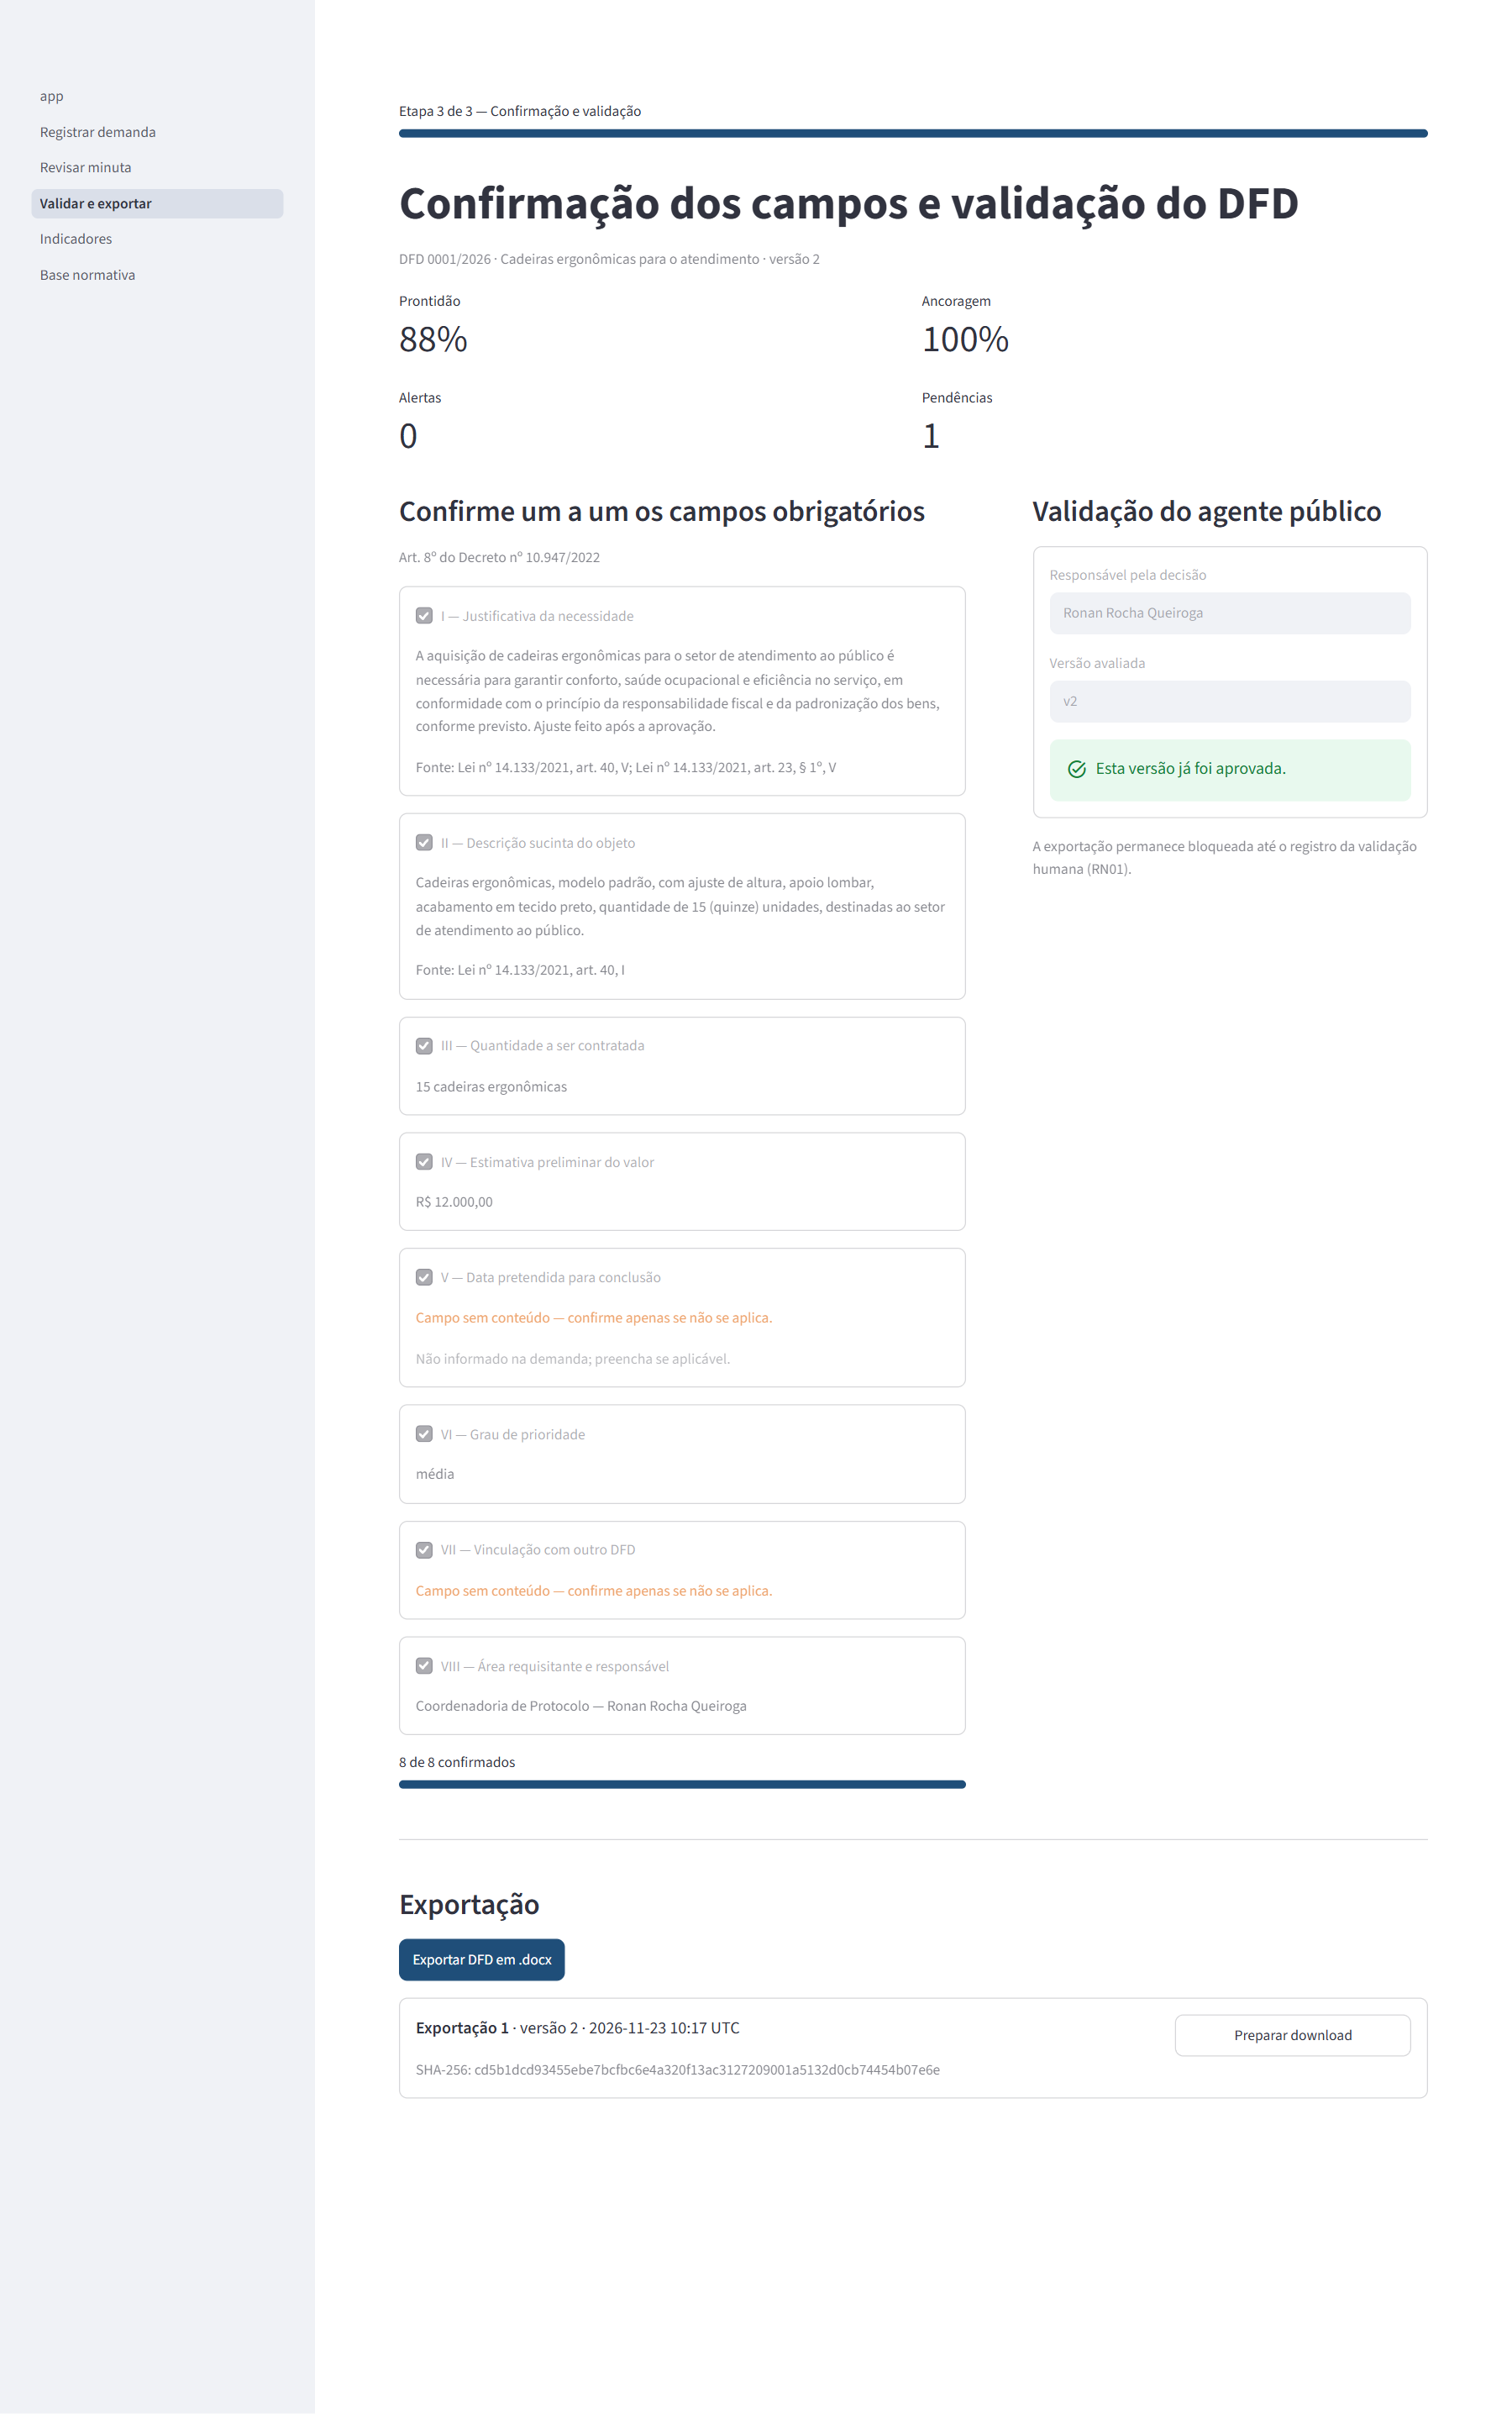 app
Registrar demanda
Revisar minuta
Validar e exportar
Indicadores
Base normativa
Etapa 3 de 3 — Confirmação e validação
Confirmação dos campos e validação do DFD
DFD 0001/2026 · Cadeiras ergonômicas para o atendimento · versão 2
Prontidão
88%
Ancoragem
100%
Alertas
0
Pendências
1
Confirme um a um os campos obrigatórios
Art. 8º do Decreto nº 10.947/2022
I — Justificativa da necessidade
A aquisição de cadeiras ergonômicas para o setor de atendimento ao público é
necessária para garantir conforto, saúde ocupacional e eficiência no serviço, em
conformidade com o princípio da responsabilidade fiscal e da padronização dos bens,
conforme previsto. Ajuste feito após a aprovação.
Fonte: Lei nº 14.133/2021, art. 40, V; Lei nº 14.133/2021, art. 23, § 1º, V
II — Descrição sucinta do objeto
Cadeiras ergonômicas, modelo padrão, com ajuste de altura, apoio lombar,
acabamento em tecido preto, quantidade de 15 (quinze) unidades, destinadas ao setor
de atendimento ao público.
Fonte: Lei nº 14.133/2021, art. 40, I
III — Quantidade a ser contratada
15 cadeiras ergonômicas
IV — Estimativa preliminar do valor
R$ 12.000,00
V — Data pretendida para conclusão
Campo sem conteúdo — confirme apenas se não se aplica.
Não informado na demanda; preencha se aplicável.
VI — Grau de prioridade
média
VII — Vinculação com outro DFD
Campo sem conteúdo — confirme apenas se não se aplica.
VIII — Área requisitante e responsável
Coordenadoria de Protocolo — Ronan Rocha Queiroga
8 de 8 confirmados
Validação do agente público
Responsável pela decisão
Ronan Rocha Queiroga
Versão avaliada
v2
Esta versão já foi aprovada.
A exportação permanece bloqueada até o registro da validação
humana (RN01).
Exportação
Exportar DFD em .docx
Exportação 1 · versão 2 · 2026-11-23 10:17 UTC
Preparar download
SHA-256: cd5b1dcd93455ebe7bcfbc6e4a320f13ac3127209001a5132d0cb74454b07e6e